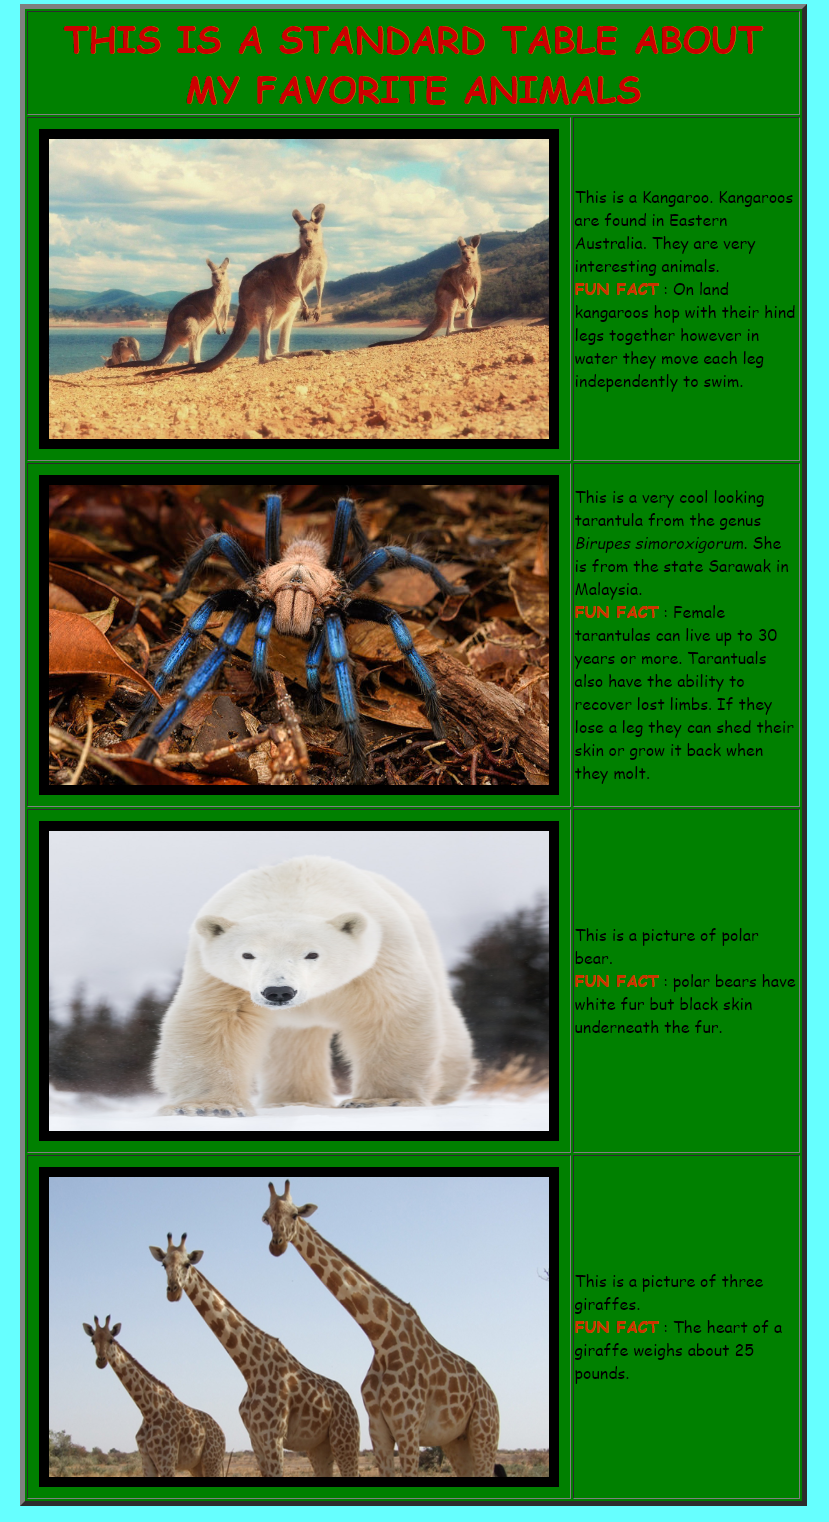 THIS IS A STANDARD TABLE ABOUT
MY FAVORITE ANIMALS
This is a Kangaroo. Kangaroos
are found in Eastern
Australia. They are very
interesting animals.
FUN FACT : On land
kangaroos hop with their hind
legs together however in
water they move each leg
independently to swim.
This is a very cool looking
tarantula from the genus
Birupes simoroxigorum. She
is from the state Sarawak in
Malaysia.
FUN FACT : Female
tarantulas can live up to 30
years or more. Tarantuals
also have the ability to
recover lost limbs. If they
lose a leg they can shed their
skin or grow it back when
they molt.
This is a picture of polar
bear.
FUN FACT : polar bears have
white fur but black skin
underneath the fur.
This is a picture of three
giraffes.
FUN FACT : The heart of a
giraffe weighs about 25
pounds.